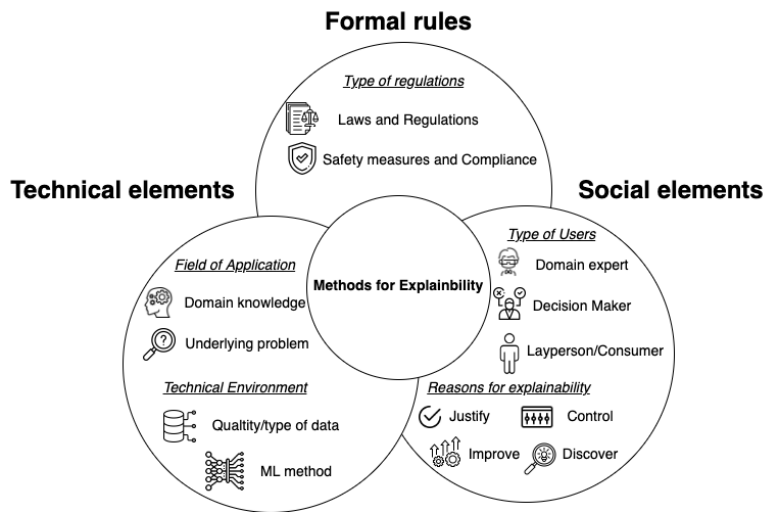 Formal rules
Type of regulations
Laws and Regulations
Safety measures and Compliance
Technical elements
Social elements
Field of Application
Domain knowledge
Underlying problem
Technical Environment
Qualtity/type of data
ML method
Methods for Explainbility
Type of Users
Domain expert
Decision Maker
Layperson/Consumer
Reasons for explainability
Justify
Control
Improve
Discover